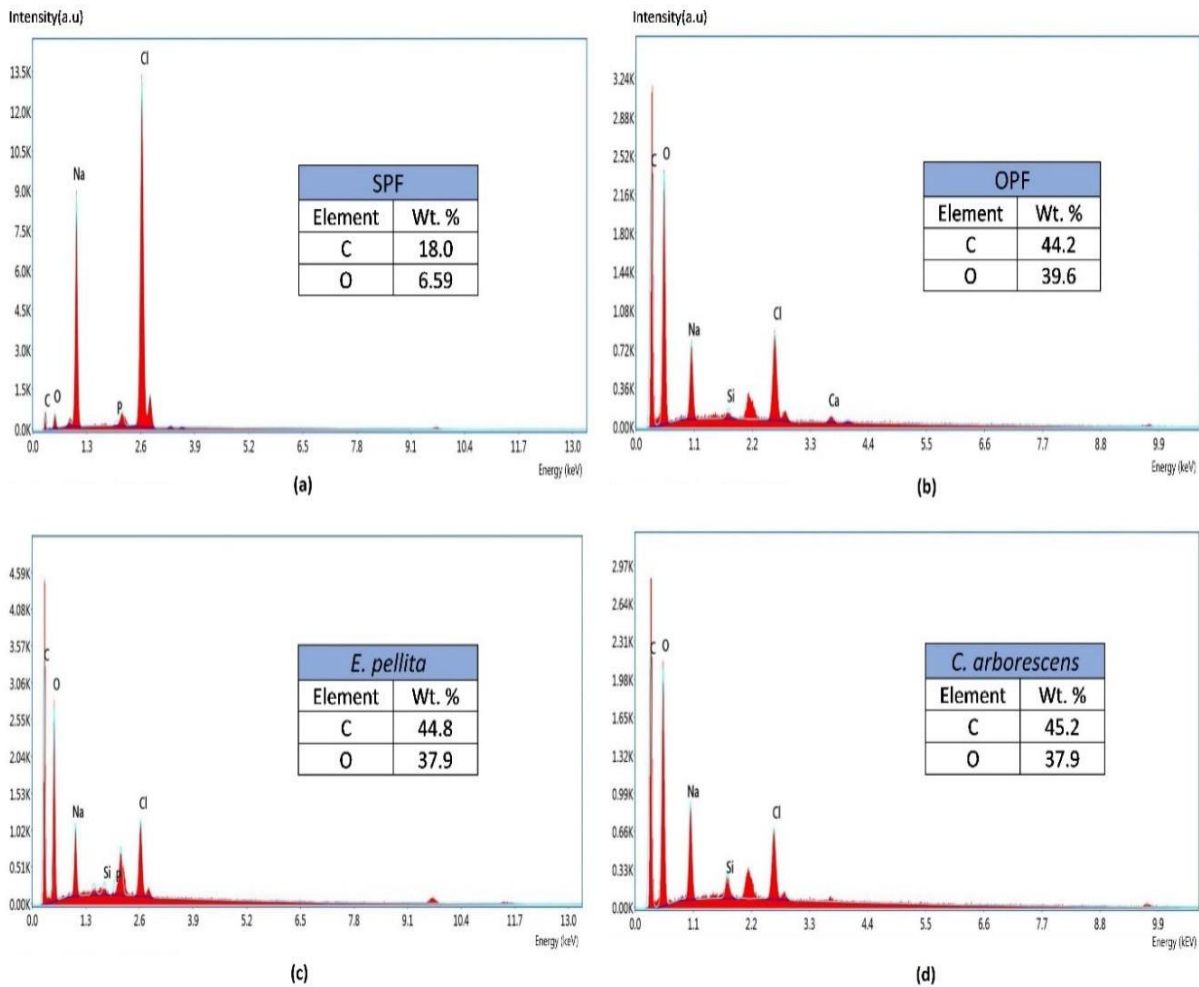 Intensity(a.u)
13.5K
12.0K
10.5K
9.0K
7.5K
6.0K
4.5K
3.0K
1.5K
0.0K
C
O
Na
P
Cl
SPF
Element Wt. %
C 18.0
O 6.59
0.0 1.3 2.6 3.9 5.2 6.5 7.8 9.1 10.4 11.7 13.0
Energy (keV)
(a)
Intensity(a.u)
3.24K
2.88K
2.52K
2.16K
1.80K
1.44K
1.08K
0.72K
0.36K
0.0K
C
O
Na
Si
Cl
Ca
OPF
Element Wt. %
C 44.2
O 39.6
0.0 1.1 2.2 3.3 4.4 5.5 6.6 7.7 8.8 9.9
Energy (keV)
(b)
4.59K
4.08K
3.57K
3.06K
2.55K
2.04K
1.53K
1.02K
0.51K
0.00K
C
O
Na
Si
P
Cl
E. pellita
Element Wt. %
C 44.8
O 37.9
0.0 1.3 2.6 3.9 5.2 6.5 7.8 9.1 10.4 11.7 13.0
Energy (keV)
(c)
2.97K
2.64K
2.31K
1.98K
1.65K
1.32K
0.99K
0.66K
0.33K
0.00K
C
O
Na
Si
Cl
C. arborescens
Element Wt. %
C 45.2
O 37.9
0.0 1.1 2.2 3.3 4.4 5.5 6.6 7.7 8.8 9.9
Energy (kEV)
(d)